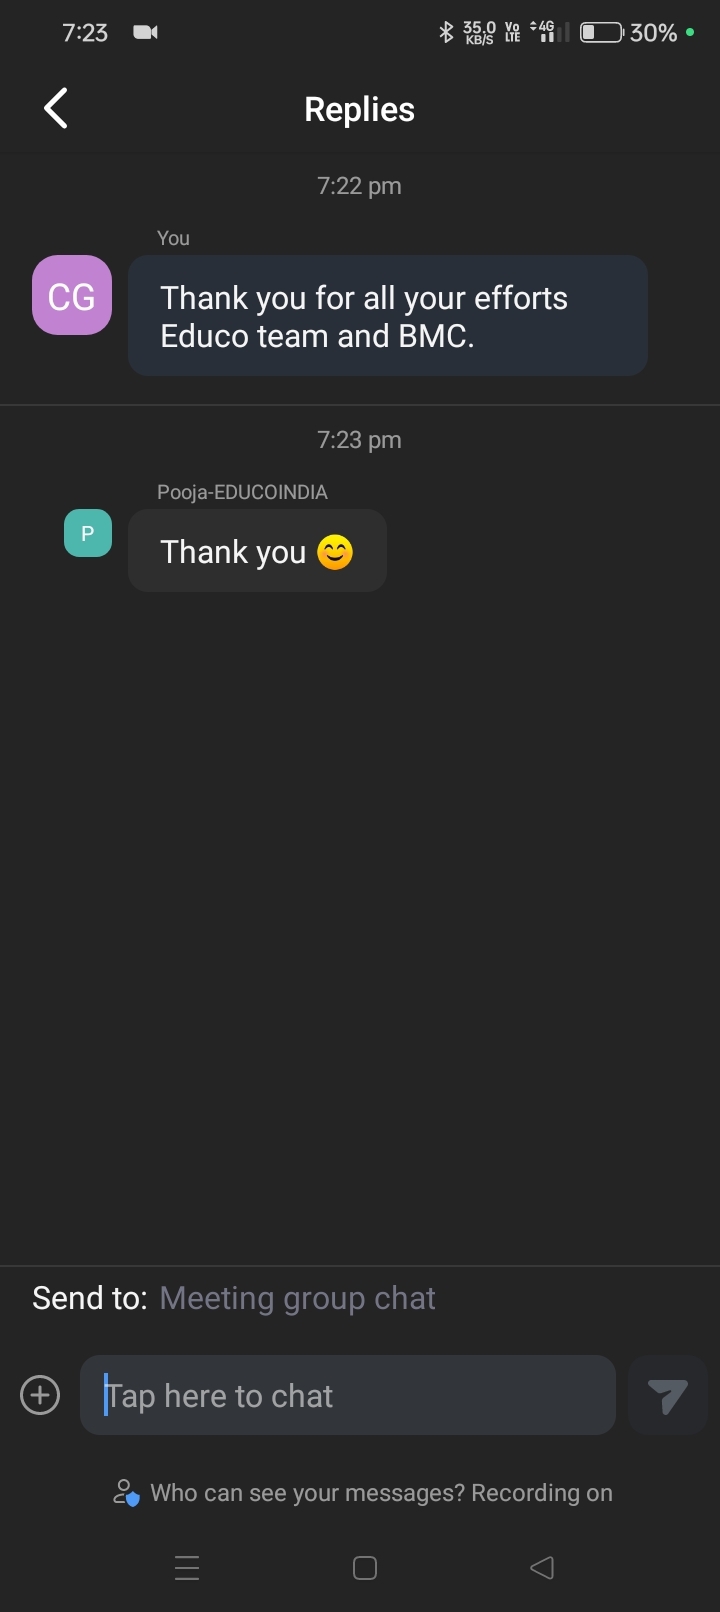 7:23 35.0 KB/S Vo LTE 4G 30%
Replies
7:22 pm
You
CG
Thank you for all your efforts
Educo team and BMC.
7:23 pm
Pooja-EDUCOINDIA
P
Thank you 😊
Send to: Meeting group chat
Tap here to chat
Who can see your messages? Recording on